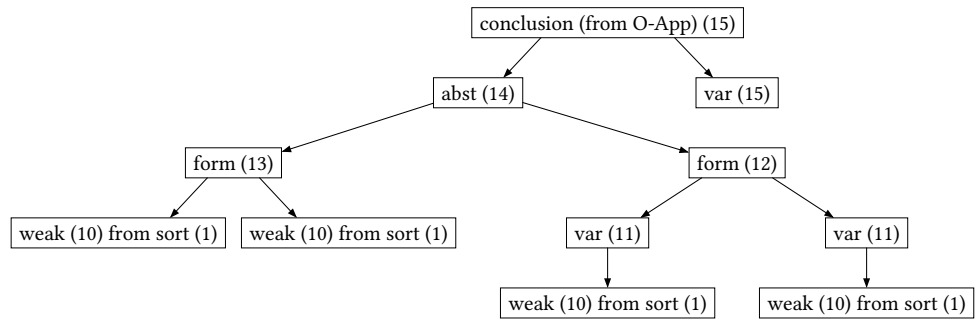 conclusion (from O-App) (15)
abst (14)
var (15)
form (13)
form (12)
weak (10) from sort (1)
weak (10) from sort (1)
var (11)
var (11)
weak (10) from sort (1)
weak (10) from sort (1)